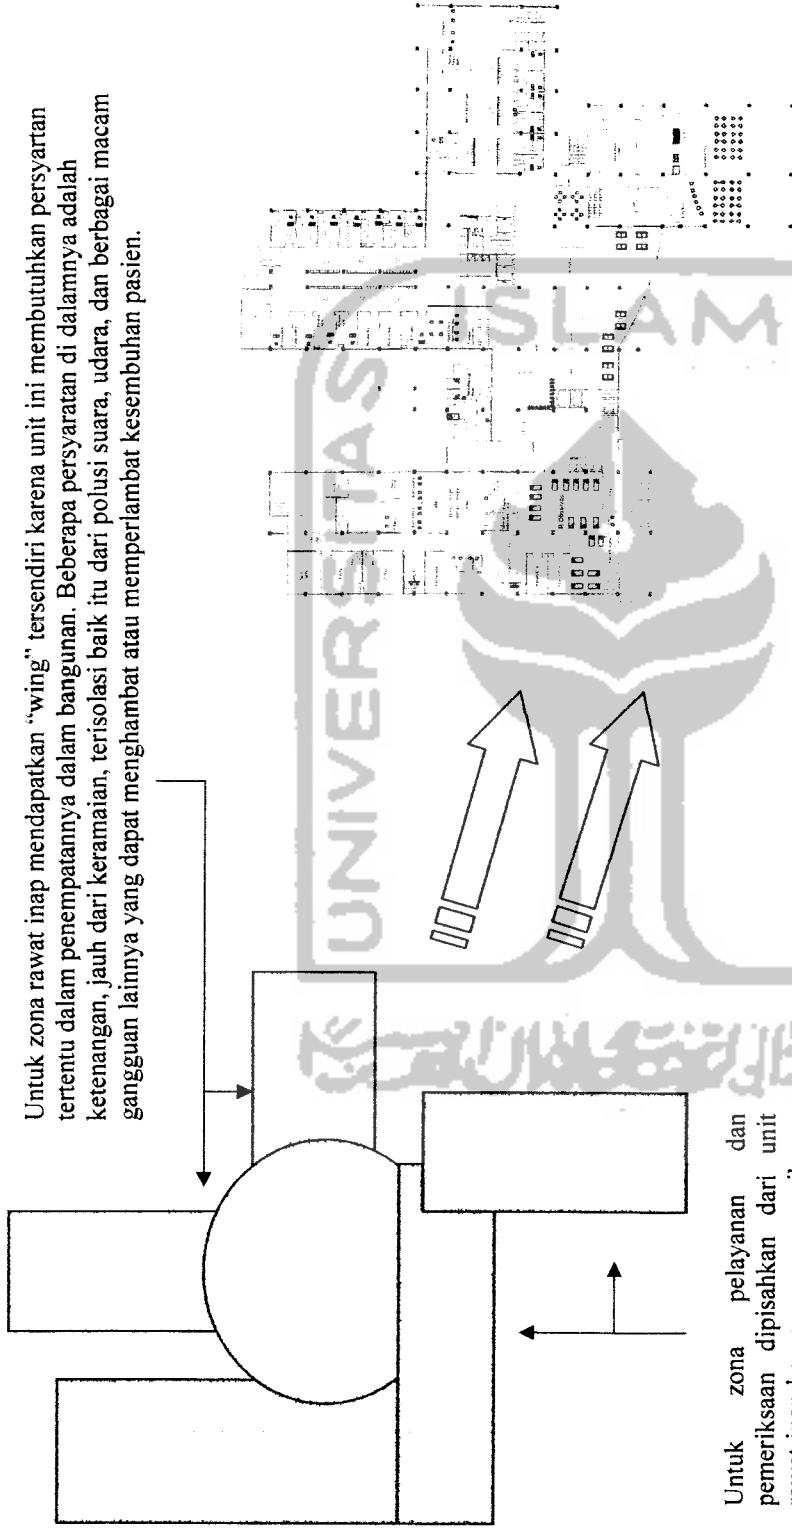 Untuk zona rawat inap mendapatkan “wing” tersendiri karena unit ini membutuhkan persyartan
tertentu dalam penempatannya dalam bangunan. Beberapa persyaratan di dalamnya adalah
ketenangan, jauh dari keramaian, terisolasi baik itu dari polusi suara, udara, dan berbagai macam
gangguan lainnya yang dapat menghambat atau memperlambat kesembuhan pasien.
Untuk zona pelayanan dan
pemeriksaan dipisahkan dari unit
UNIVERSITAS
ISLAM